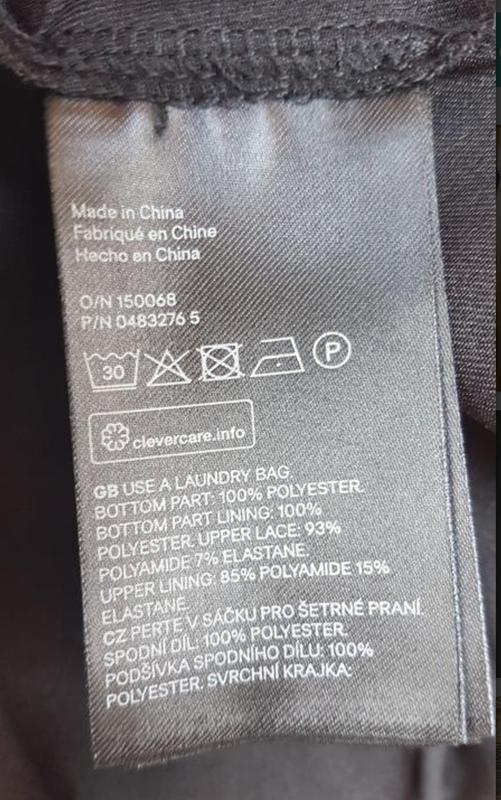 Made in China
Fabriqué en Chine
Hecho en China
O/N 150068
P/N 0483276 5
30 P
clevercare.info
GB USE A LAUNDRY BAG.
BOTTOM PART: 100% POLYESTER.
BOTTOM PART LINING: 100%
POLYESTER. UPPER LACE: 93%
POLYAMIDE 7% ELASTANE.
UPPER LINING: 85% POLYAMIDE 15%
ELASTANE.
CZ PERTE V SÁČKU PRO ŠETRNÉ PRANÍ.
SPODNÍ DÍL: 100% POLYESTER.
PODŠÍVKA SPODNÍHO DÍLU: 100%
POLYESTER. SVRCHNÍ KRAJKA: